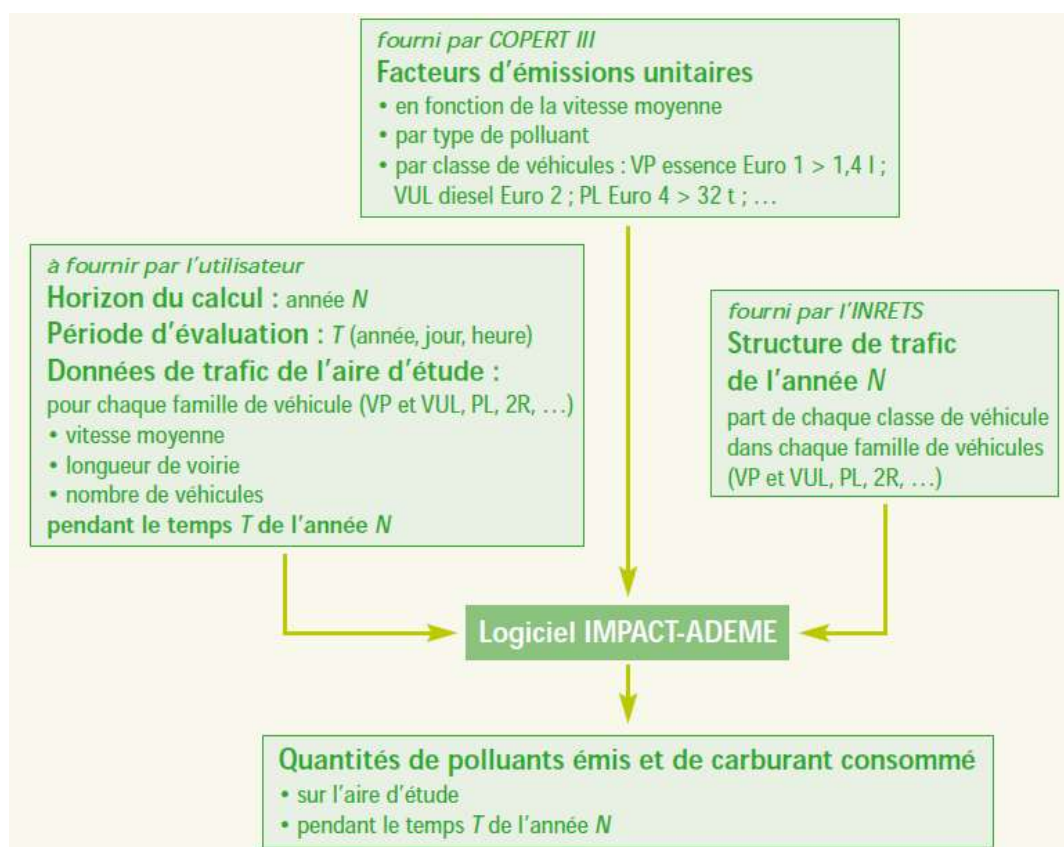 fourni par COPERT III
Facteurs d'émissions unitaires
• en fonction de la vitesse moyenne
• par type de polluant
• par classe de véhicules : VP essence Euro 1 > 1,4 l ;
VUL diesel Euro 2 ; PL Euro 4 > 32 t ; …
à fournir par l'utilisateur
Horizon du calcul : année N
Période d'évaluation : T (année, jour, heure)
Données de trafic de l'aire d'étude :
pour chaque famille de véhicule (VP et VUL, PL, 2R, …)
• vitesse moyenne
• longueur de voirie
• nombre de véhicules
pendant le temps T de l'année N
fourni par l'INRETS
Structure de trafic
de l'année N
part de chaque classe de véhicule
dans chaque famille de véhicules
(VP et VUL, PL, 2R, …)
Logiciel IMPACT-ADEME
Quantités de polluants émis et de carburant consommé
• sur l'aire d'étude
• pendant le temps T de l'année N